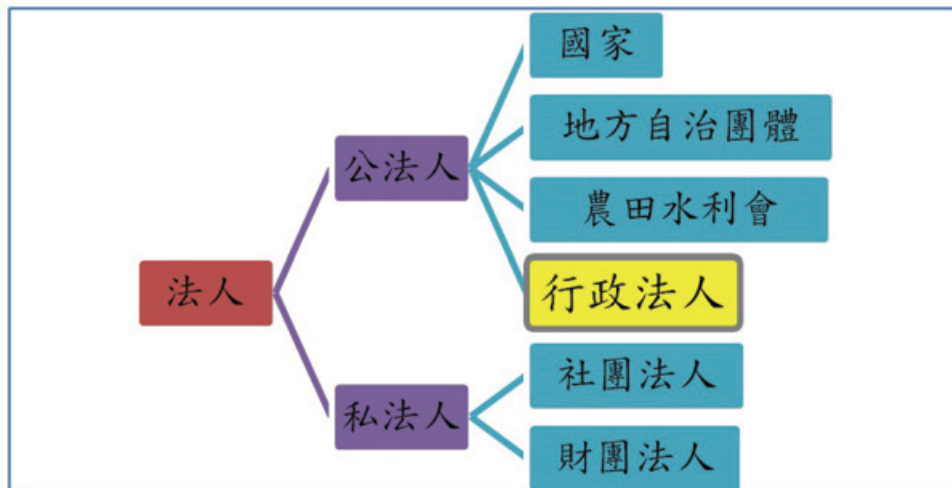 國家
地方自治團體
公法人
農田水利會
法人
行政法人
社團法人
私法人
財團法人